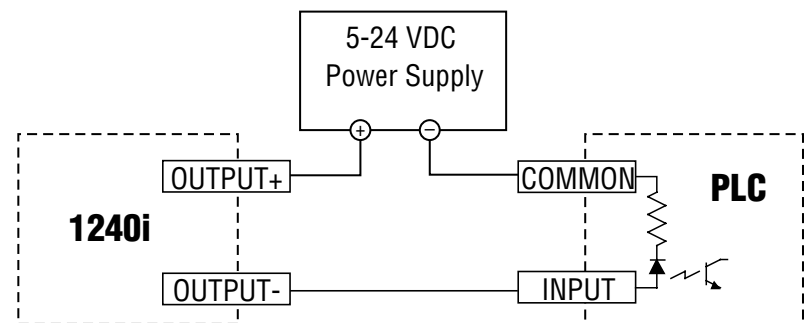 5-24 VDC
Power Supply
+ −
OUTPUT+
COMMON
PLC
1240i
OUTPUT-
INPUT